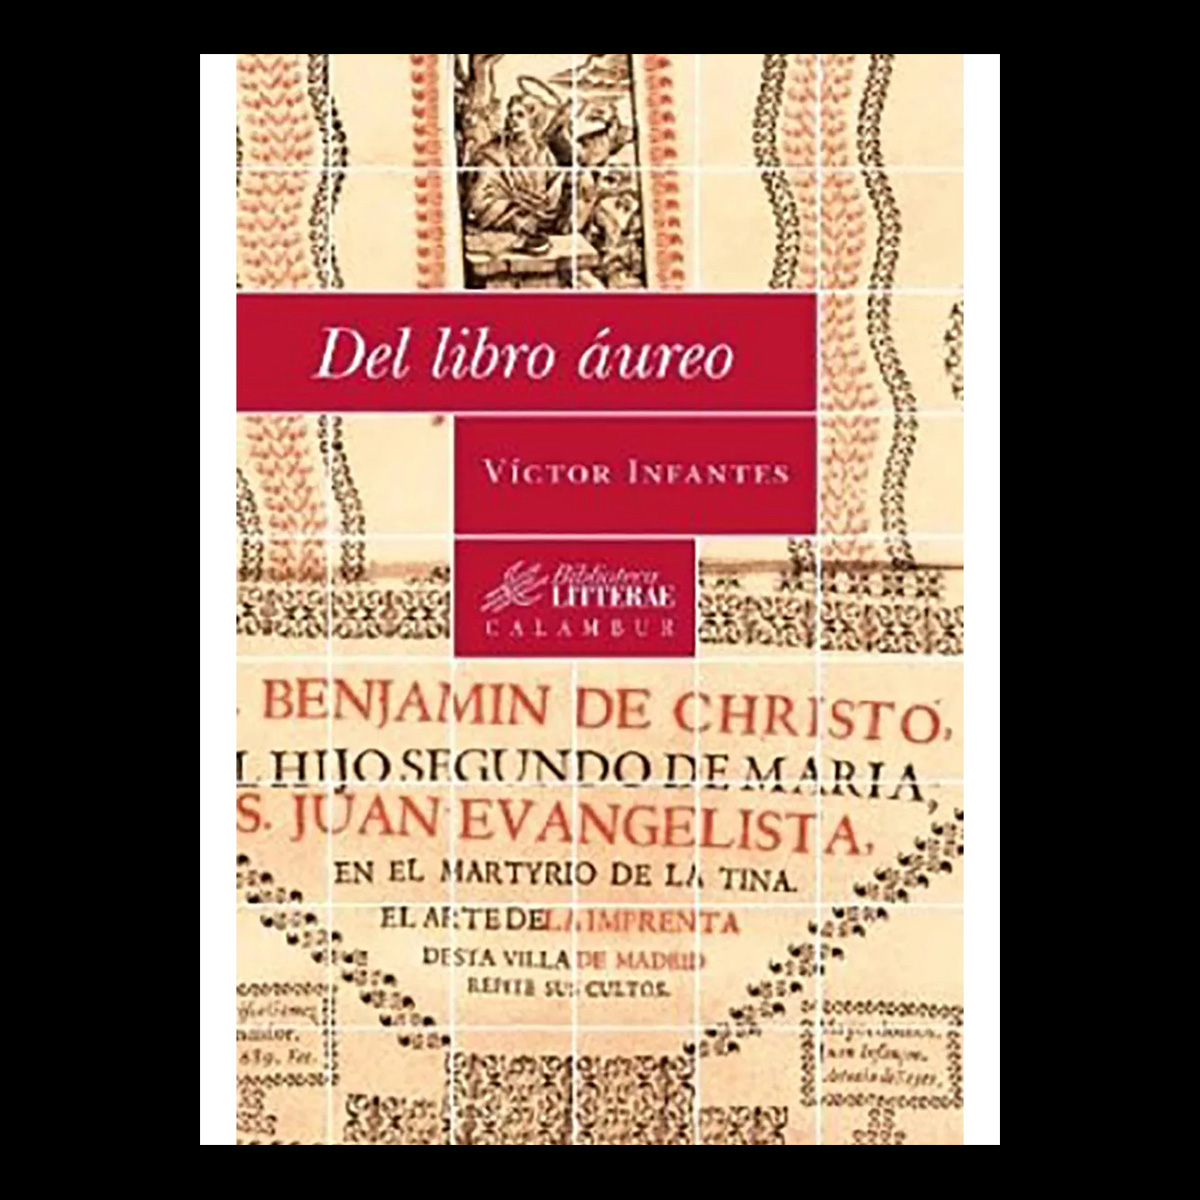 Del libro áureo
VÍCTOR INFANTES
Biblioteca
LITTERAE
CALAMBUR
. BENJAMIN DE CHRISTO,
L HIJO SEGUNDO DE MARIA,
S. JUAN EVANGELISTA,
EN EL MARTYRIO DE LA TINA.
EL ARTE DE LA IMPRENTA
DESTA VILLA DE MADRID
REPITE SUS CULTOS.